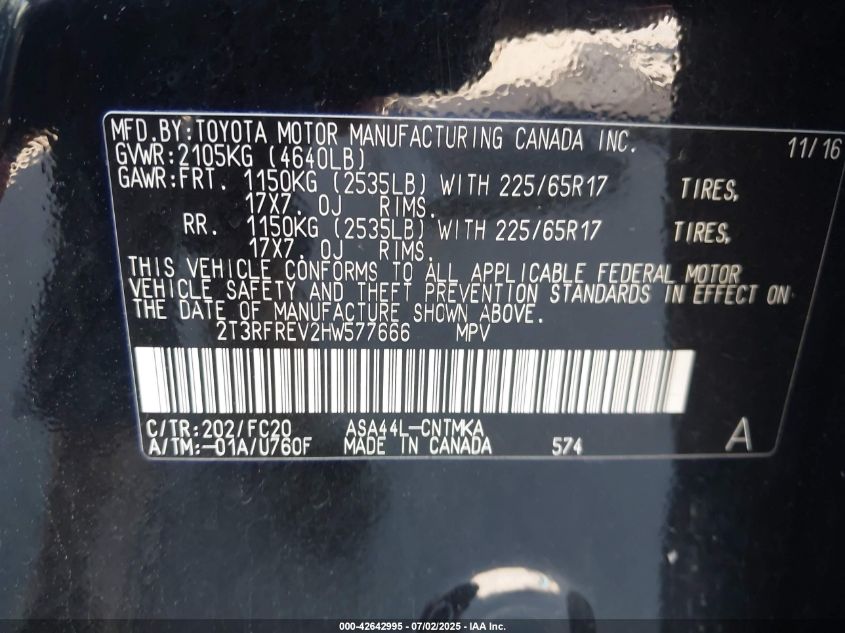 MFD.BY:TOYOTA MOTOR MANUFACTURING CANADA INC. 11/16
GVWR:2105KG (4640LB)
GAWR:FRT. 1150KG (2535LB) WITH 225/65R17 TIRES,
17X7. 0J RIMS.
RR. 1150KG (2535LB) WITH 225/65R17 TIRES,
17X7. 0J RIMS.
THIS VEHICLE CONFORMS TO ALL APPLICABLE FEDERAL MOTOR
VEHICLE SAFETY AND THEFT PREVENTION STANDARDS IN EFFECT ON
THE DATE OF MANUFACTURE SHOWN ABOVE.
2T3RFREV2HW577666 MPV
C/TR:202/FC20 ASA44L-CNTMKA
A/TM:-01A/U760F MADE IN CANADA 574 A
000-42642995 - 07/02/2025 - IAA Inc.